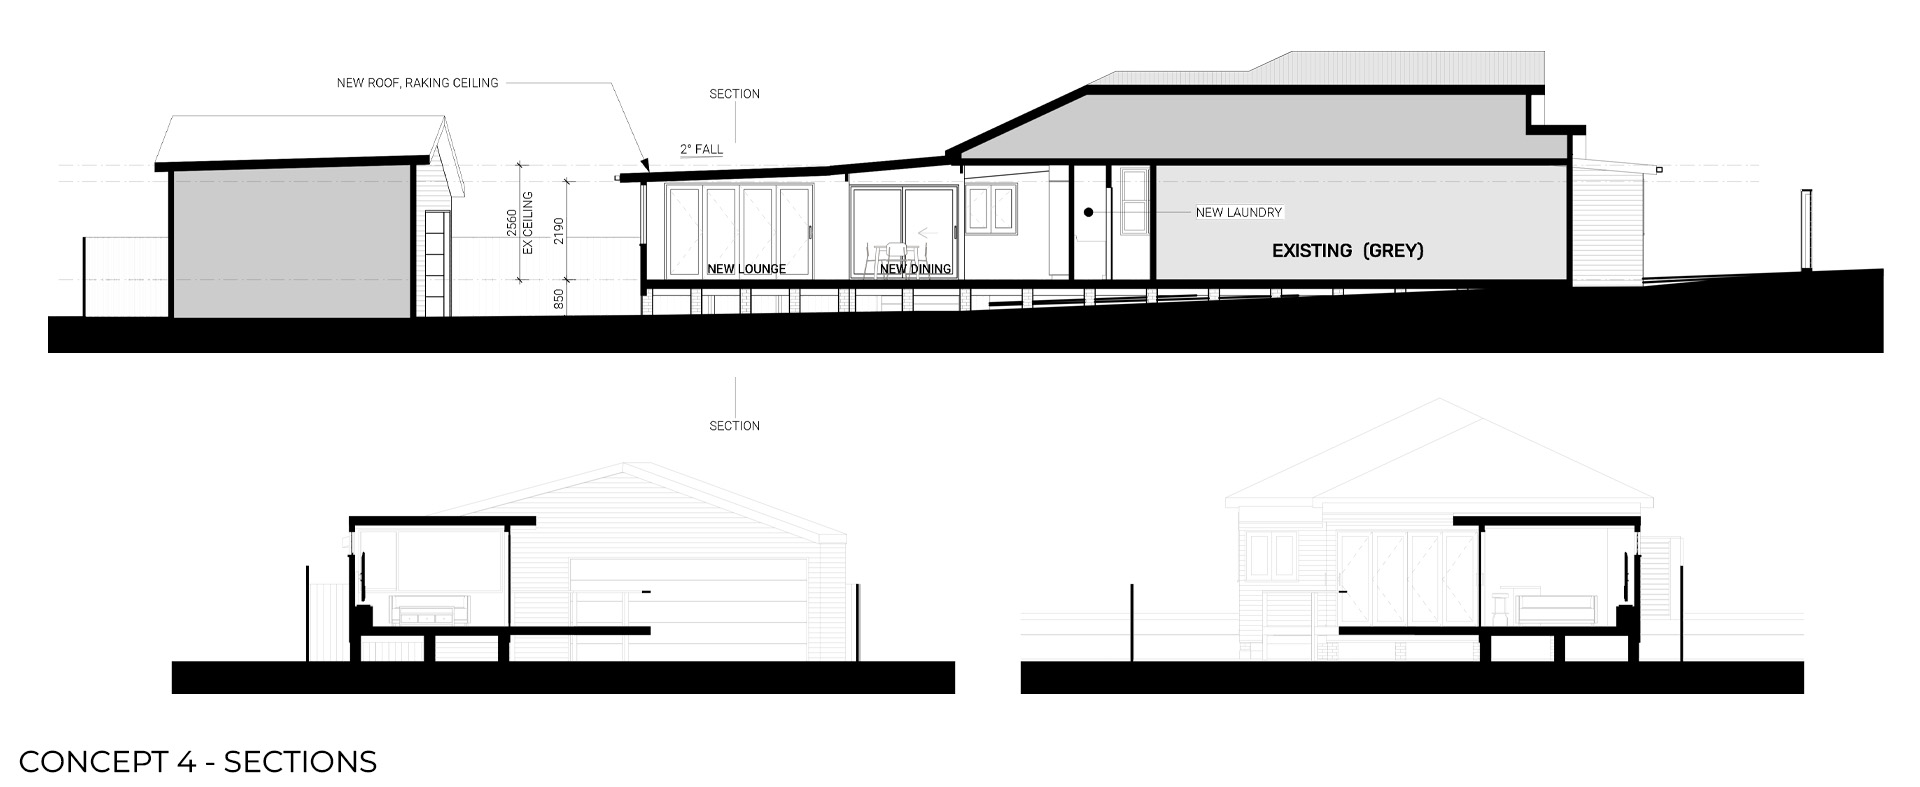 NEW ROOF, RAKING CEILING
SECTION
2° FALL
2560
EX CEILING
2190
850
NEW LOUNGE
NEW DINING
NEW LAUNDRY
EXISTING (GREY)
SECTION
CONCEPT 4 - SECTIONS